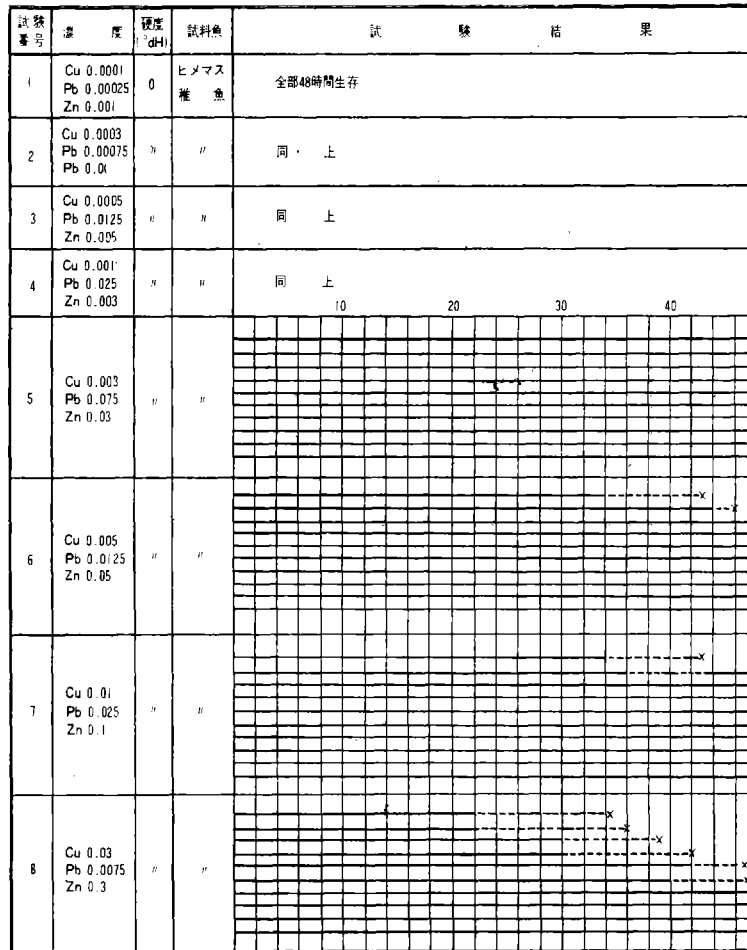 試験番号 濃度 硬度(°dH) 試料魚 試験結果
1 Cu 0.0001 0 ヒメマス 全部48時間生存
Pb 0.00025 稚魚
Zn 0.001
2 Cu 0.0003 〃 〃 同・上
Pb 0.00075
Pb 0.0(
3 Cu 0.0005 〃 〃 同上
Pb 0.0125
Zn 0.005
4 Cu 0.001 〃 〃 同上
Pb 0.025
Zn 0.003
10 20 30 40
5 Cu 0.003 〃 〃
Pb 0.075
Zn 0.03
6 Cu 0.005 〃 〃
Pb 0.0125
Zn 0.05
7 Cu 0.01 〃 〃
Pb 0.025
Zn 0.1
8 Cu 0.03 〃 〃
Pb 0.0075
Zn 0.3